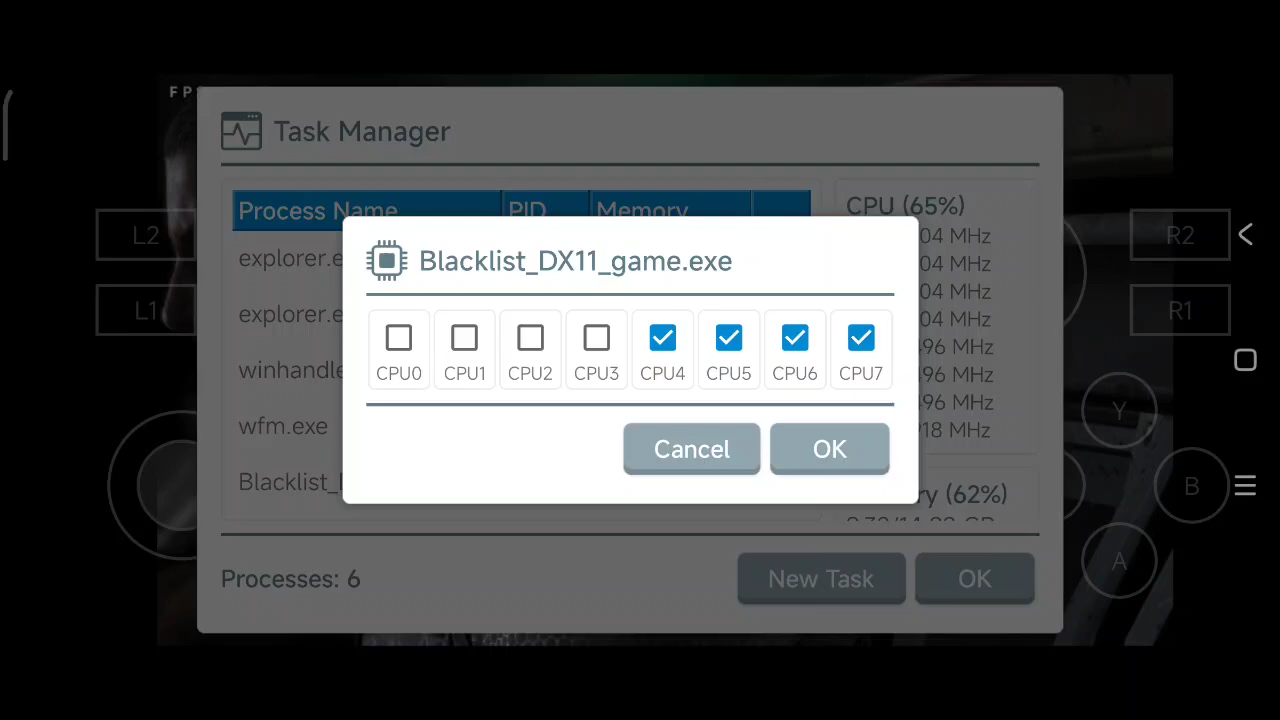 FP
Task Manager
Process Name PID Memory
CPU (65%)
04 MHz
explorer.e
04 MHz
04 MHz
explorer.e
04 MHz
496 MHz
winhandle
496 MHz
496 MHz
wfm.exe
918 MHz
Blacklist_D
ry (62%)
Processes: 6
New Task
OK
Blacklist_DX11_game.exe
CPU0 CPU1 CPU2 CPU3 CPU4 CPU5 CPU6 CPU7
Cancel
OK
L2
L1
R2
R1
Y
B
A